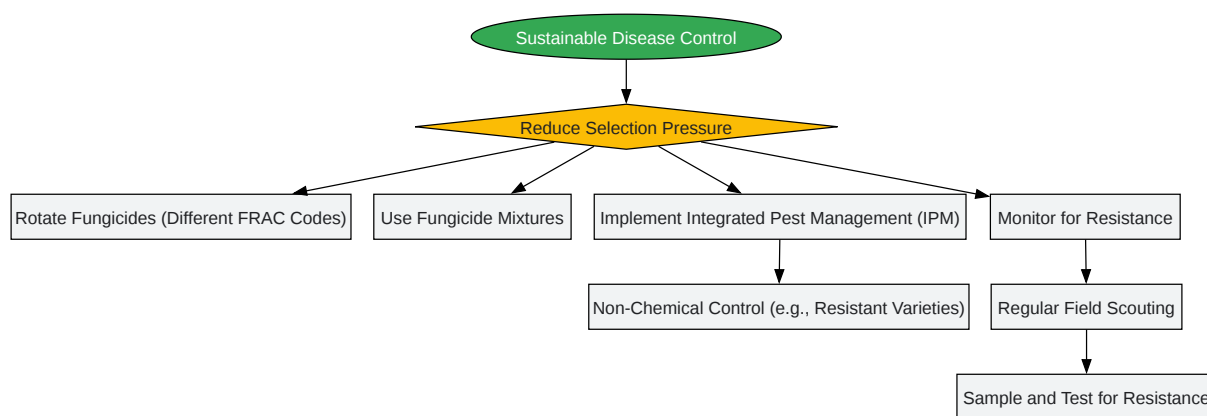 Sustainable Disease Control
Reduce Selection Pressure
Rotate Fungicides (Different FRAC Codes)
Use Fungicide Mixtures
Implement Integrated Pest Management (IPM)
Monitor for Resistance
Non-Chemical Control (e.g., Resistant Varieties)
Regular Field Scouting
Sample and Test for Resistance